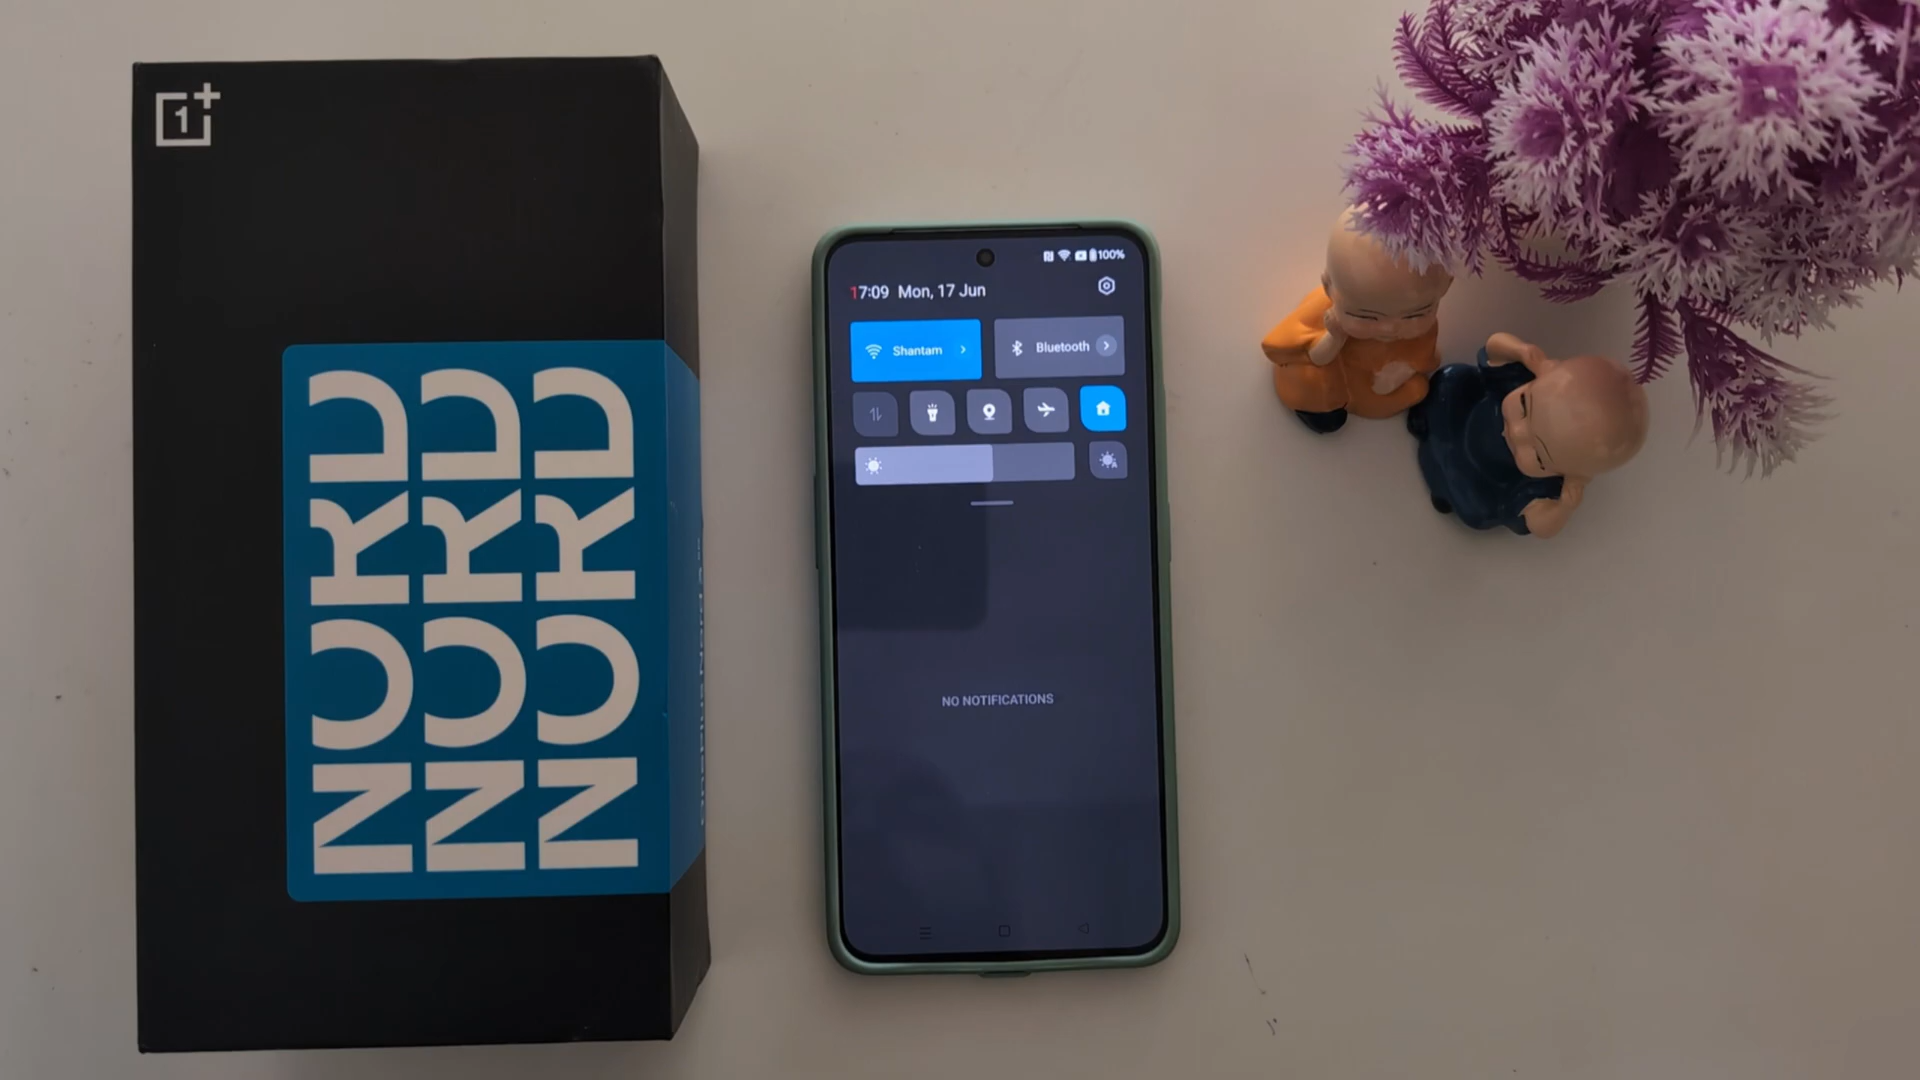 1+
NORD
NORD
NORD
100%
17:09 Mon, 17 Jun
Shantam
Bluetooth
NO NOTIFICATIONS